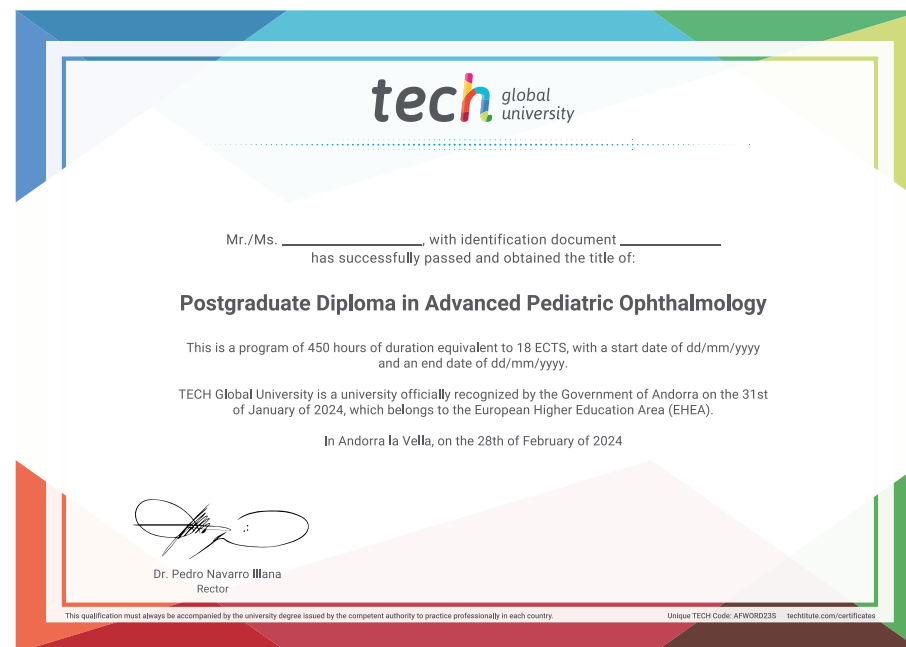 tech global university
Mr./Ms. ____________________, with identification document ______________
has successfully passed and obtained the title of:
Postgraduate Diploma in Advanced Pediatric Ophthalmology
This is a program of 450 hours of duration equivalent to 18 ECTS, with a start date of dd/mm/yyyy
and an end date of dd/mm/yyyy.
TECH Global University is a university officially recognized by the Government of Andorra on the 31st
of January of 2024, which belongs to the European Higher Education Area (EHEA).
In Andorra la Vella, on the 28th of February of 2024
Dr. Pedro Navarro Illana
Rector
This qualification must always be accompanied by the university degree issued by the competent authority to practice professionally in each country.
Unique TECH Code: AFWORD23S techtitute.com/certificates